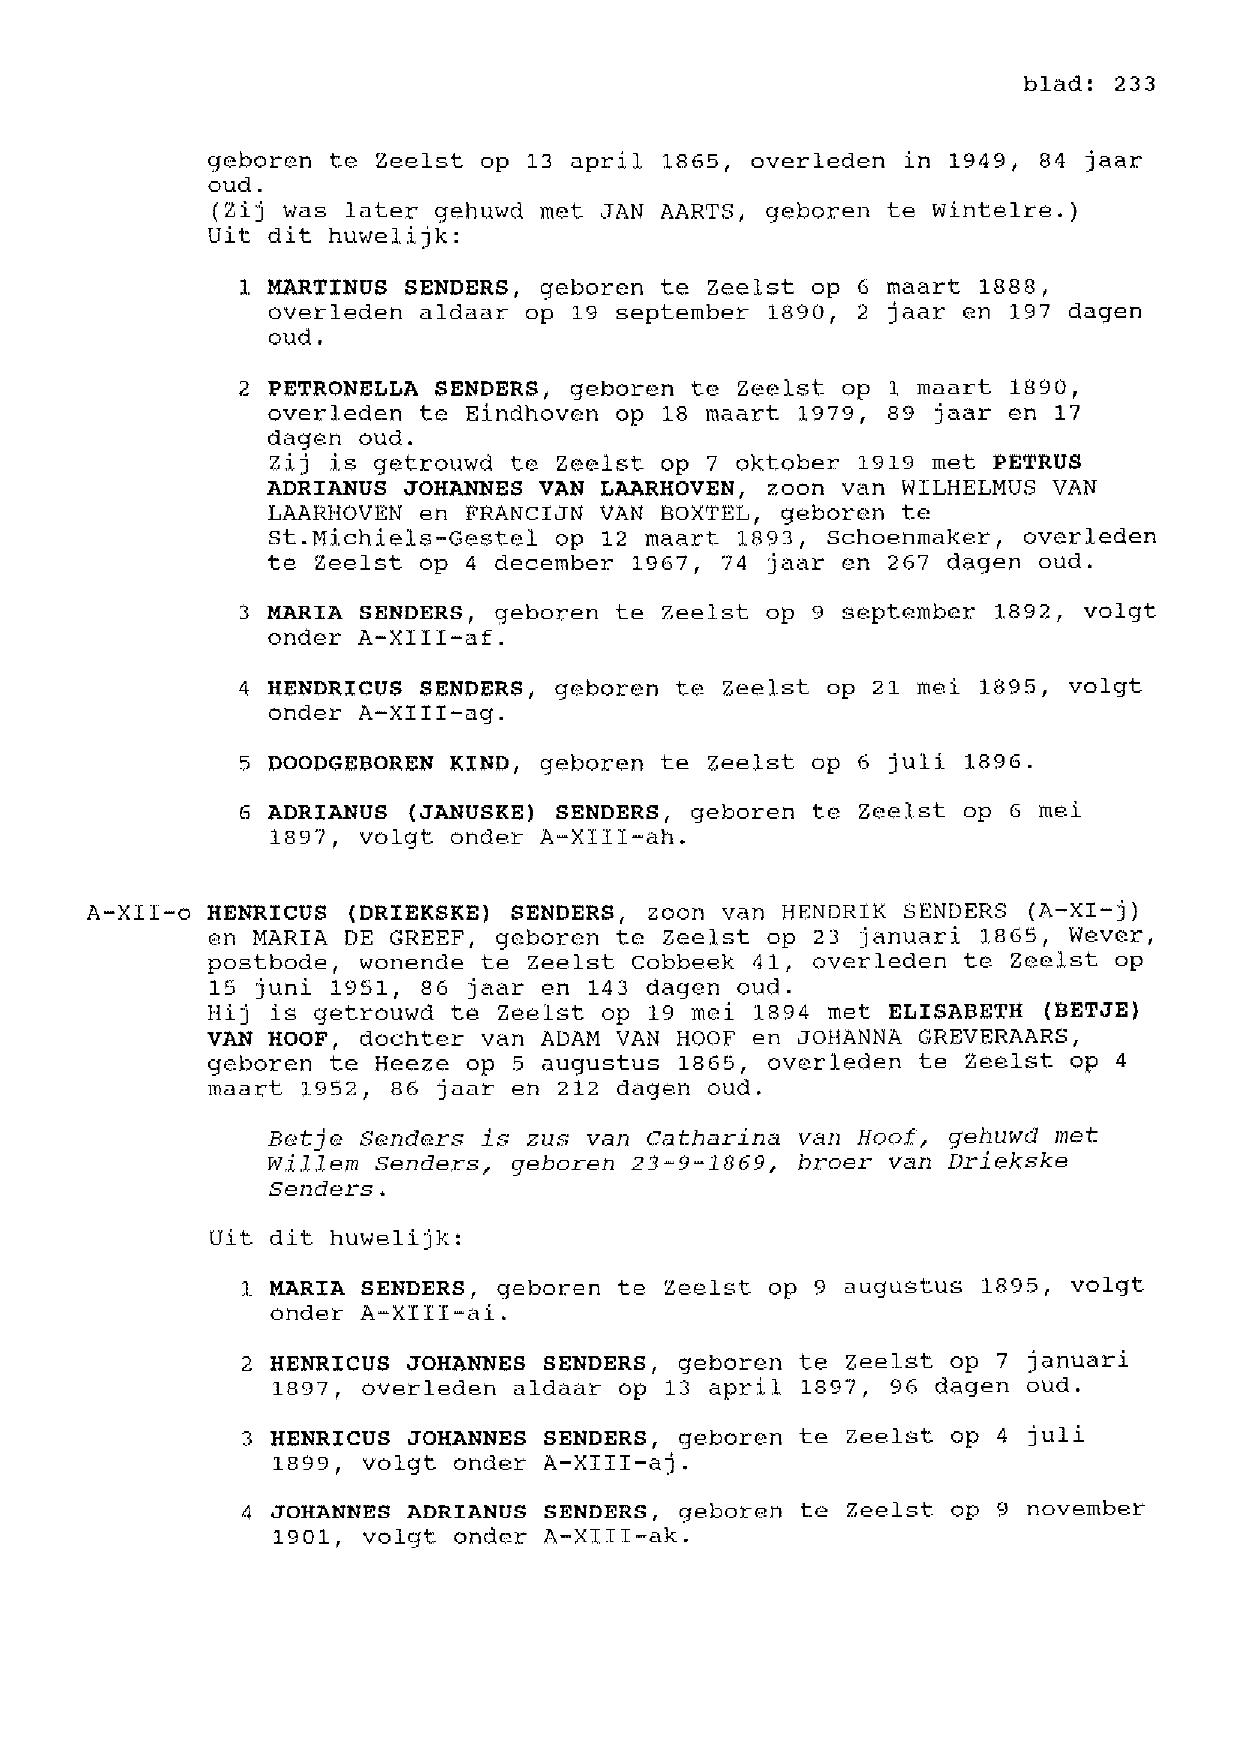 blad: 233
geboren te Zeelst op 13 april 1865, overleden in 1949, 84 jaar
oud.
(Zij was later gehuwd met JAN AARTS, geboren te Wintelre.)
Uit dit huwelijk:
1 MARTINUS SENDERS, geboren te Zeelst op 6 maart 1888,
overleden aldaar op 19 september 1890, 2 jaar en 197 dagen
oud.
2 PETRONELLA SENDERS, geboren te Zeelst op 1 maart 1890,
overleden te Eindhoven op 18 maart 1979, 89 jaar en 17
dagen oud.
Zij is getrouwd te Zeelst op 7 oktober 1919 met PETRUS
ADRIANUS JOHANNES VAN LAARHOVEN, zoon van WILHELMUS VAN
LAARHOVEN en FRANCIJN VAN BOXTEL, geboren te
St.Michiels-Gestel op 12 maart 1893, Schoenmaker, overleden
te Zeelst op 4 december 1967, 74 jaar en 267 dagen oud.
3 MARIA SENDERS, geboren te Zeelst op 9 september 1892, volgt
onder A-XIII-af.
4 HENDRICUS SENDERS, geboren te Zeelst op 21 mei 1895, volgt
onder A-XIII-ag.
5 DOODGEBOREN KIND, geboren te Zeelst op 6 juli 1896.
6 ADRIANUS (JANUSKE) SENDERS, geboren te Zeelst op 6 mei
1897, volgt onder A-XIII-ah.
A-XII-o HENRICUS (DRIEKSKE) SENDERS, zoon van HENDRIK SENDERS (A-XI-j)
en MARIA DE GREEF, geboren te Zeelst op 23 januari 1865, Wever,
postbode, wonende te Zeelst Cobbeek 41, overleden te Zeelst op
15 juni 1951, 86 jaar en 143 dagen oud.
Hij is getrouwd te Zeelst op 19 mei 1894 met ELISABETH (BETJE)
VAN HOOF, dochter van ADAM VAN HOOF en JOHANNA GREVERAARS,
geboren te Heeze op 5 augustus 1865, overleden te Zeelst op 4
maart 1952, 86 jaar en 212 dagen oud.
Betje Senders is zus van Catharina van Hoof, gehuwd met
Willem Senders, geboren 23-9-1869, broer van Driekske
Senders.
Uit dit huwelijk:
1 MARIA SENDERS, geboren te Zeelst op 9 augustus 1895, volgt
onder A-XIII-ai.
2 HENRICUS JOHANNES SENDERS, geboren te Zeelst op 7 januari
1897, overleden aldaar op 13 april 1897, 96 dagen oud.
3 HENRICUS JOHANNES SENDERS, geboren te Zeelst op 4 juli
1899, volgt onder A-XIII-aj.
4 JOHANNES ADRIANUS SENDERS, geboren te Zeelst op 9 november
1901, volgt onder A-XIII-ak.